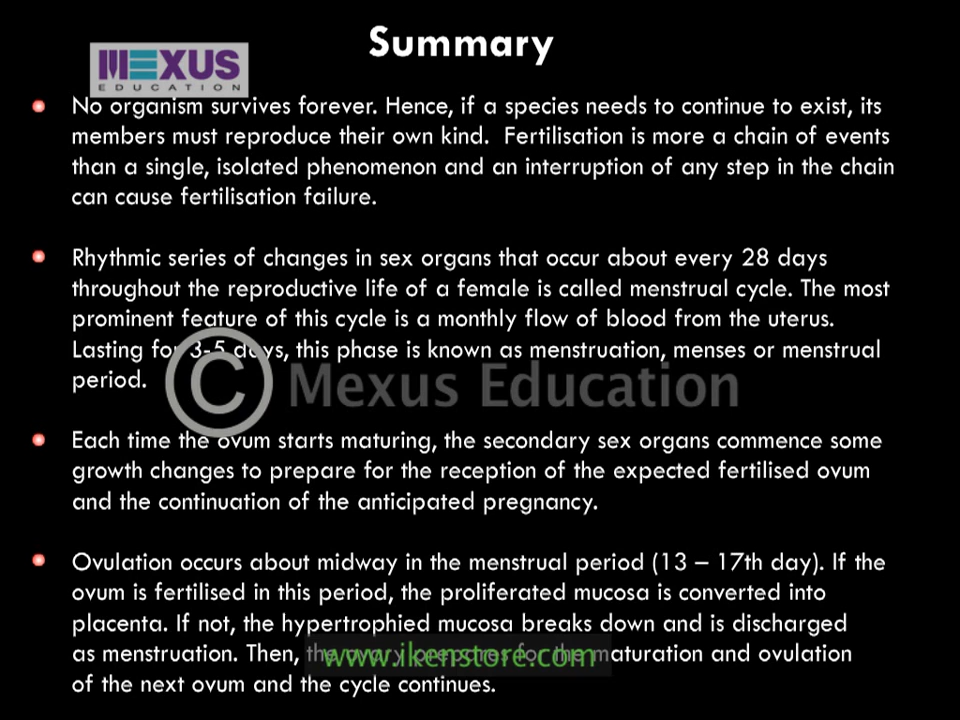 Summary
MEXUS
EDUCATION
No organism survives forever. Hence, if a species needs to continue to exist, its
members must reproduce their own kind. Fertilisation is more a chain of events
than a single, isolated phenomenon and an interruption of any step in the chain
can cause fertilisation failure.
Rhythmic series of changes in sex organs that occur about every 28 days
throughout the reproductive life of a female is called menstrual cycle. The most
prominent feature of this cycle is a monthly flow of blood from the uterus.
Lasting for 3-5 days, this phase is known as menstruation, menses or menstrual
period.
© Mexus Education
Each time the ovum starts maturing, the secondary sex organs commence some
growth changes to prepare for the reception of the expected fertilised ovum
and the continuation of the anticipated pregnancy.
Ovulation occurs about midway in the menstrual period (13 – 17th day). If the
ovum is fertilised in this period, the proliferated mucosa is converted into
placenta. If not, the hypertrophied mucosa breaks down and is discharged
as menstruation. Then, the ovary prepares for the maturation and ovulation
www.ikenstore.com
of the next ovum and the cycle continues.